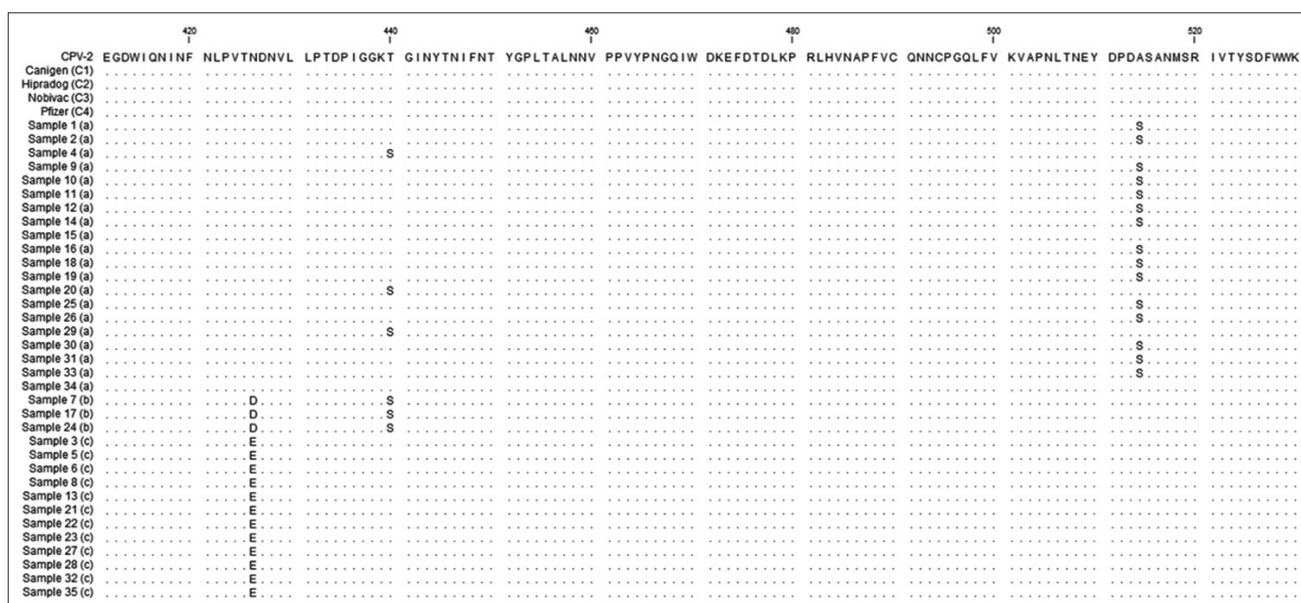 420 440 460 480 500 520
CPV-2 EGDWIQNINF NLPVTNDNVL LPTDPIGGKT GINYTNIFNT YGPLTALNNV PPVYPNGQIW DKEFDTDLKP RLHVNAPFVC QNNCPGQLFV KVAPNLTNEY DPDASANMSR IVTYSDFWWK
Canigen (C1) .......... .......... .......... .......... .......... .......... .......... .......... .......... .......... .......... ..........
Hipradog (C2) .......... .......... .......... .......... .......... .......... .......... .......... .......... .......... .......... ..........
Nobivac (C3) .......... .......... .......... .......... .......... .......... .......... .......... .......... .......... .......... ..........
Pfizer (C4) .......... .......... .......... .......... .......... .......... .......... .......... .......... .......... .......... ..........
Sample 1 (a) .......... .......... .......... .......... .......... .......... .......... .......... .......... .......... ...S...... ..........
Sample 2 (a) .......... .......... .......... .......... .......... .......... .......... .......... .......... .......... ...S...... ..........
Sample 4 (a) .......... .......... .........S .......... .......... .......... .......... .......... .......... .......... .......... ..........
Sample 9 (a) .......... .......... .......... .......... .......... .......... .......... .......... .......... .......... ...S...... ..........
Sample 10 (a) .......... .......... .......... .......... .......... .......... .......... .......... .......... .......... ...S...... ..........
Sample 11 (a) .......... .......... .......... .......... .......... .......... .......... .......... .......... .......... ...S...... ..........
Sample 12 (a) .......... .......... .......... .......... .......... .......... .......... .......... .......... .......... ...S...... ..........
Sample 14 (a) .......... .......... .......... .......... .......... .......... .......... .......... .......... .......... ...S...... ..........
Sample 15 (a) .......... .......... .......... .......... .......... .......... .......... .......... .......... .......... .......... ..........
Sample 16 (a) .......... .......... .......... .......... .......... .......... .......... .......... .......... .......... ...S...... ..........
Sample 18 (a) .......... .......... .......... .......... .......... .......... .......... .......... .......... .......... ...S...... ..........
Sample 19 (a) .......... .......... .......... .......... .......... .......... .......... .......... .......... .......... ...S...... ..........
Sample 20 (a) .......... .......... .........S .......... .......... .......... .......... .......... .......... .......... .......... ..........
Sample 25 (a) .......... .......... .......... .......... .......... .......... .......... .......... .......... .......... ...S...... ..........
Sample 26 (a) .......... .......... .......... .......... .......... .......... .......... .......... .......... .......... ...S...... ..........
Sample 29 (a) .......... .......... .........S .......... .......... .......... .......... .......... .......... .......... .......... ..........
Sample 30 (a) .......... .......... .......... .......... .......... .......... .......... .......... .......... .......... ...S...... ..........
Sample 31 (a) .......... .......... .......... .......... .......... .......... .......... .......... .......... .......... ...S...... ..........
Sample 33 (a) .......... .......... .......... .......... .......... .......... .......... .......... .......... .......... ...S...... ..........
Sample 34 (a) .......... .......... .......... .......... .......... .......... .......... .......... .......... .......... .......... ..........
Sample 7 (b) .......... .....D.... .........S .......... .......... .......... .......... .......... .......... .......... .......... ..........
Sample 17 (b) .......... .....D.... .........S .......... .......... .......... .......... .......... .......... .......... .......... ..........
Sample 24 (b) .......... .....D.... .........S .......... .......... .......... .......... .......... .......... .......... .......... ..........
Sample 3 (c) .......... .....E.... .......... .......... .......... .......... .......... .......... .......... .......... .......... ..........
Sample 5 (c) .......... .....E.... .......... .......... .......... .......... .......... .......... .......... .......... .......... ..........
Sample 6 (c) .......... .....E.... .......... .......... .......... .......... .......... .......... .......... .......... .......... ..........
Sample 8 (c) .......... .....E.... .......... .......... .......... .......... .......... .......... .......... .......... .......... ..........
Sample 13 (c) .......... .....E.... .......... .......... .......... .......... .......... .......... .......... .......... .......... ..........
Sample 21 (c) .......... .....E.... .......... .......... .......... .......... .......... .......... .......... .......... .......... ..........
Sample 22 (c) .......... .....E.... .......... .......... .......... .......... .......... .......... .......... .......... .......... ..........
Sample 23 (c) .......... .....E.... .......... .......... .......... .......... .......... .......... .......... .......... .......... ..........
Sample 27 (c) .......... .....E.... .......... .......... .......... .......... .......... .......... .......... .......... .......... ..........
Sample 28 (c) .......... .....E.... .......... .......... .......... .......... .......... .......... .......... .......... .......... ..........
Sample 32 (c) .......... .....E.... .......... .......... .......... .......... .......... .......... .......... .......... .......... ..........
Sample 35 (c) .......... .....E.... .......... .......... .......... .......... .......... .......... .......... .......... .......... ..........